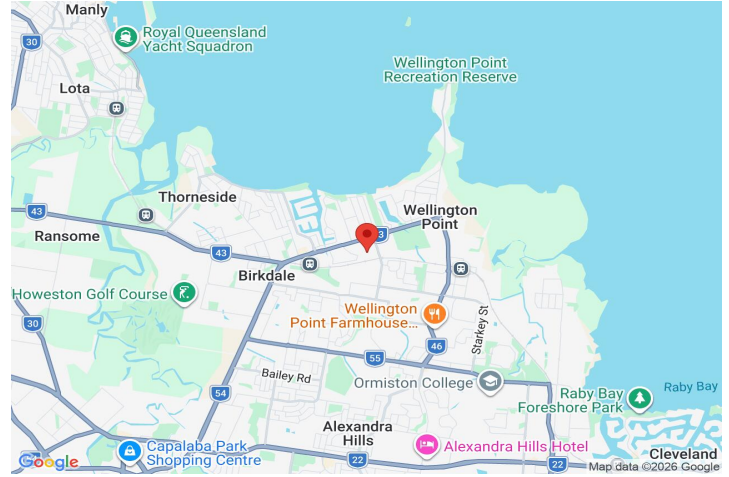 Manly
30
Royal Queensland
Yacht Squadron
Wellington Point
Recreation Reserve
Lota
Thorneside
43
Wellington
Point
Ransome
43
3
Birkdale
Howeston Golf Course
Wellington
Point Farmhouse...
30
Starkey St
46
55
Bailey Rd
Ormiston College
54
Raby Bay
Raby Bay
Foreshore Park
Alexandra
Hills
Capalaba Park
Shopping Centre
Alexandra Hills Hotel
Cleveland
22
22
Google
Map data ©2026 Google